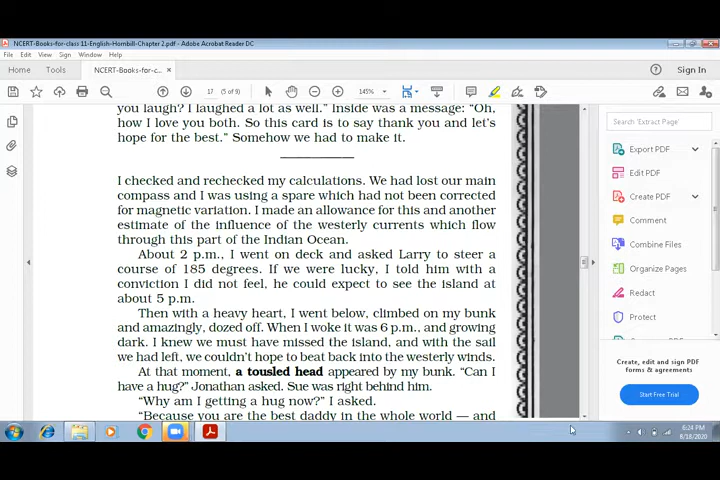 NCERT-Books-for-class 11-English-Hornbill-Chapter 2.pdf - Adobe Acrobat Reader DC
File Edit View Sign Window Help
Home Tools NCERT-Books-for-c... × Sign In
17 (5 of 9) 145%
you laugh? I laughed a lot as well.” Inside was a message: “Oh,
how I love you both. So this card is to say thank you and let’s
hope for the best.” Somehow we had to make it.
I checked and rechecked my calculations. We had lost our main
compass and I was using a spare which had not been corrected
for magnetic variation. I made an allowance for this and another
estimate of the influence of the westerly currents which flow
through this part of the Indian Ocean.
About 2 p.m., I went on deck and asked Larry to steer a
course of 185 degrees. If we were lucky, I told him with a
conviction I did not feel, he could expect to see the island at
about 5 p.m.
Then with a heavy heart, I went below, climbed on my bunk
and amazingly, dozed off. When I woke it was 6 p.m., and growing
dark. I knew we must have missed the island, and with the sail
we had left, we couldn’t hope to beat back into the westerly winds.
At that moment, a tousled head appeared by my bunk. “Can I
have a hug?” Jonathan asked. Sue was right behind him.
“Why am I getting a hug now?” I asked.
“Because you are the best daddy in the whole world — and
Search 'Extract Page'
Export PDF
Edit PDF
Create PDF
Comment
Combine Files
Organize Pages
Redact
Protect
Create, edit and sign PDF
forms & agreements
Start Free Trial
6:24 PM
8/18/2020